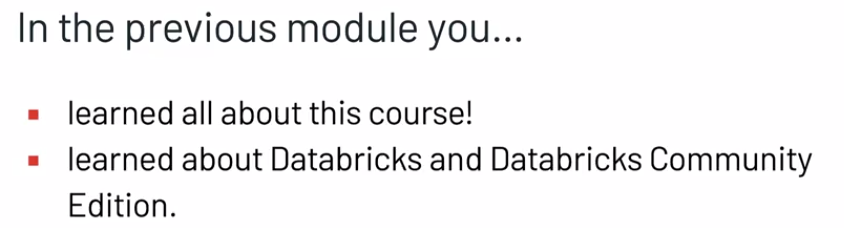 In the previous module you...
▪ learned all about this course!
▪ learned about Databricks and Databricks Community
Edition.